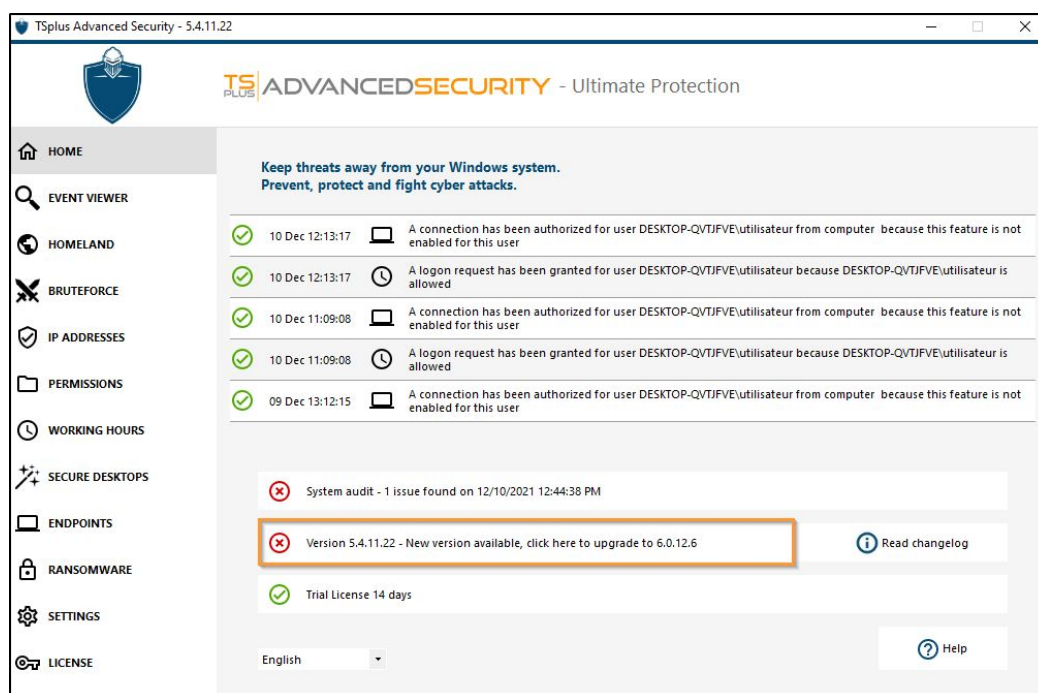 TSplus Advanced Security - 5.4.11.22
TS PLUS ADVANCEDSECURITY - Ultimate Protection
HOME
EVENT VIEWER
HOMELAND
BRUTEFORCE
IP ADDRESSES
PERMISSIONS
WORKING HOURS
SECURE DESKTOPS
ENDPOINTS
RANSOMWARE
SETTINGS
LICENSE
Keep threats away from your Windows system.
Prevent, protect and fight cyber attacks.
10 Dec 12:13:17 A connection has been authorized for user DESKTOP-QVTJFVE\utilisateur from computer because this feature is not
enabled for this user
10 Dec 12:13:17 A logon request has been granted for user DESKTOP-QVTJFVE\utilisateur because DESKTOP-QVTJFVE\utilisateur is
allowed
10 Dec 11:09:08 A connection has been authorized for user DESKTOP-QVTJFVE\utilisateur from computer because this feature is not
enabled for this user
10 Dec 11:09:08 A logon request has been granted for user DESKTOP-QVTJFVE\utilisateur because DESKTOP-QVTJFVE\utilisateur is
allowed
09 Dec 13:12:15 A connection has been authorized for user DESKTOP-QVTJFVE\utilisateur from computer because this feature is not
enabled for this user
System audit - 1 issue found on 12/10/2021 12:44:38 PM
Version 5.4.11.22 - New version available, click here to upgrade to 6.0.12.6
Read changelog
Trial License 14 days
English
Help